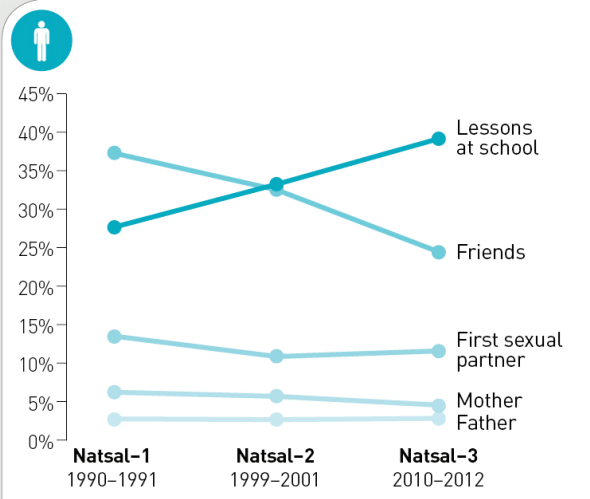 45%
40%
35%
30%
25%
20%
15%
10%
5%
0%
Lessons
at school
Friends
First sexual
partner
Mother
Father
Natsal–1 Natsal–2 Natsal–3
1990–1991 1999–2001 2010–2012